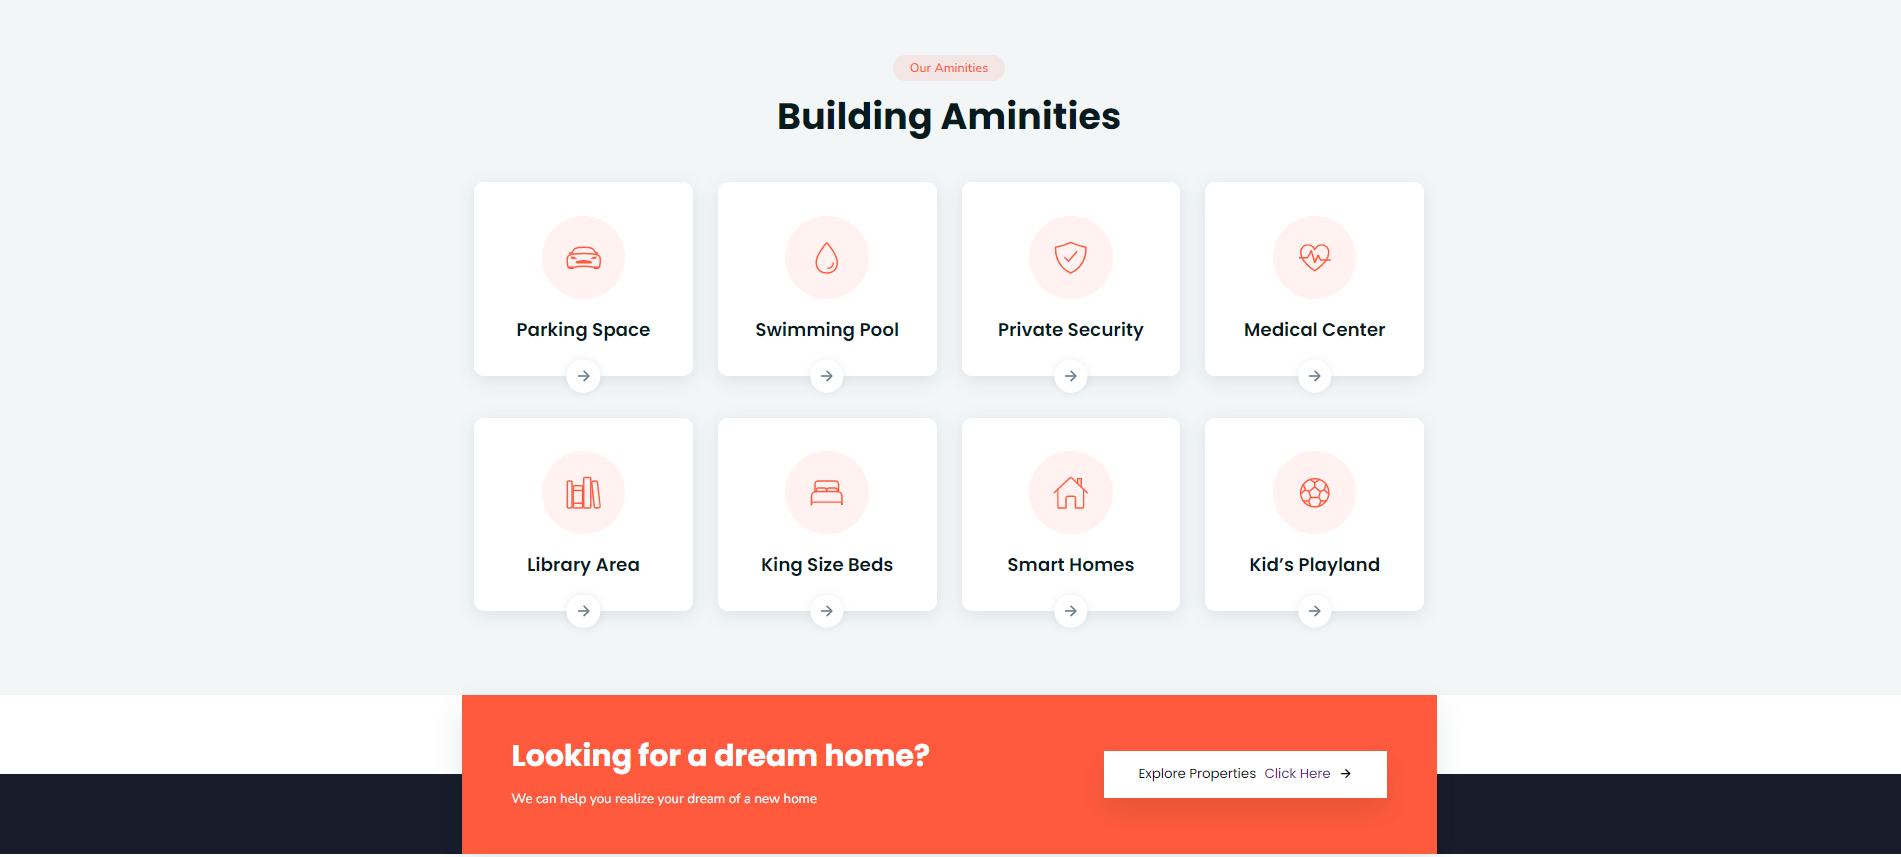 Our Aminities
Building Aminities
Parking Space
Swimming Pool
Private Security
Medical Center
Library Area
King Size Beds
Smart Homes
Kid’s Playland
Looking for a dream home?
We can help you realize your dream of a new home
Explore Properties Click Here